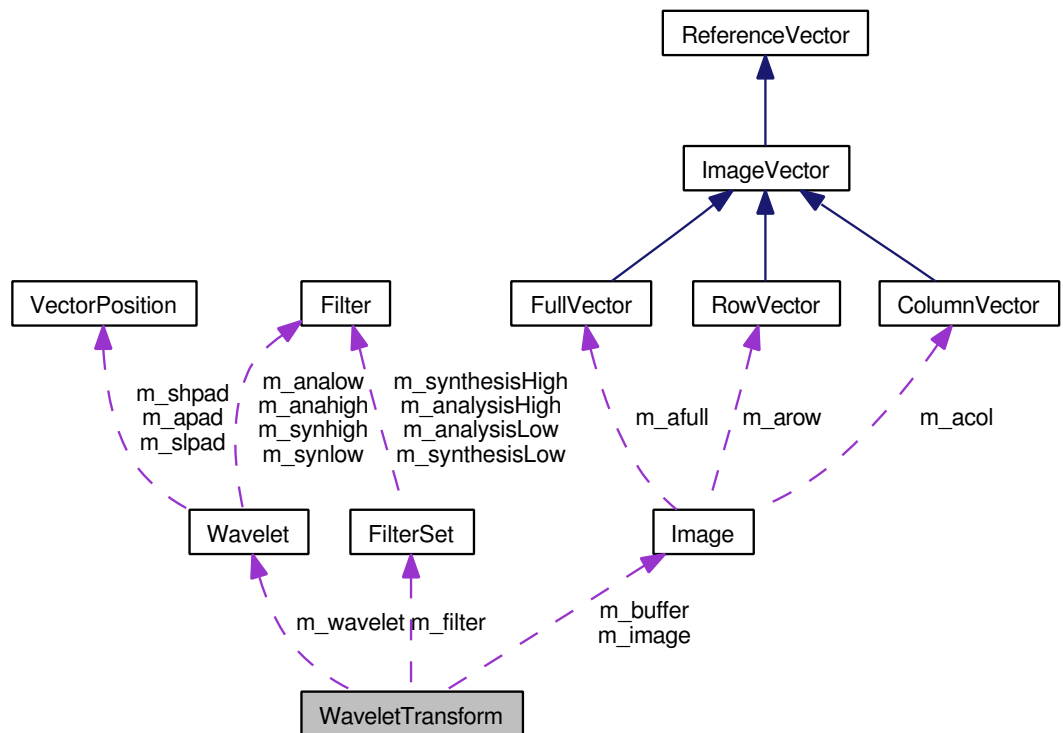 ReferenceVector
ImageVector
VectorPosition
Filter
FullVector
RowVector
ColumnVector
m_shpad
m_apad
m_slpad
m_analow
m_anahigh
m_synhigh
m_synlow
m_synthesisHigh
m_analysisHigh
m_analysisLow
m_synthesisLow
m_afull
m_arow
m_acol
Wavelet
FilterSet
Image
m_wavelet
m_filter
m_buffer
m_image
WaveletTransform